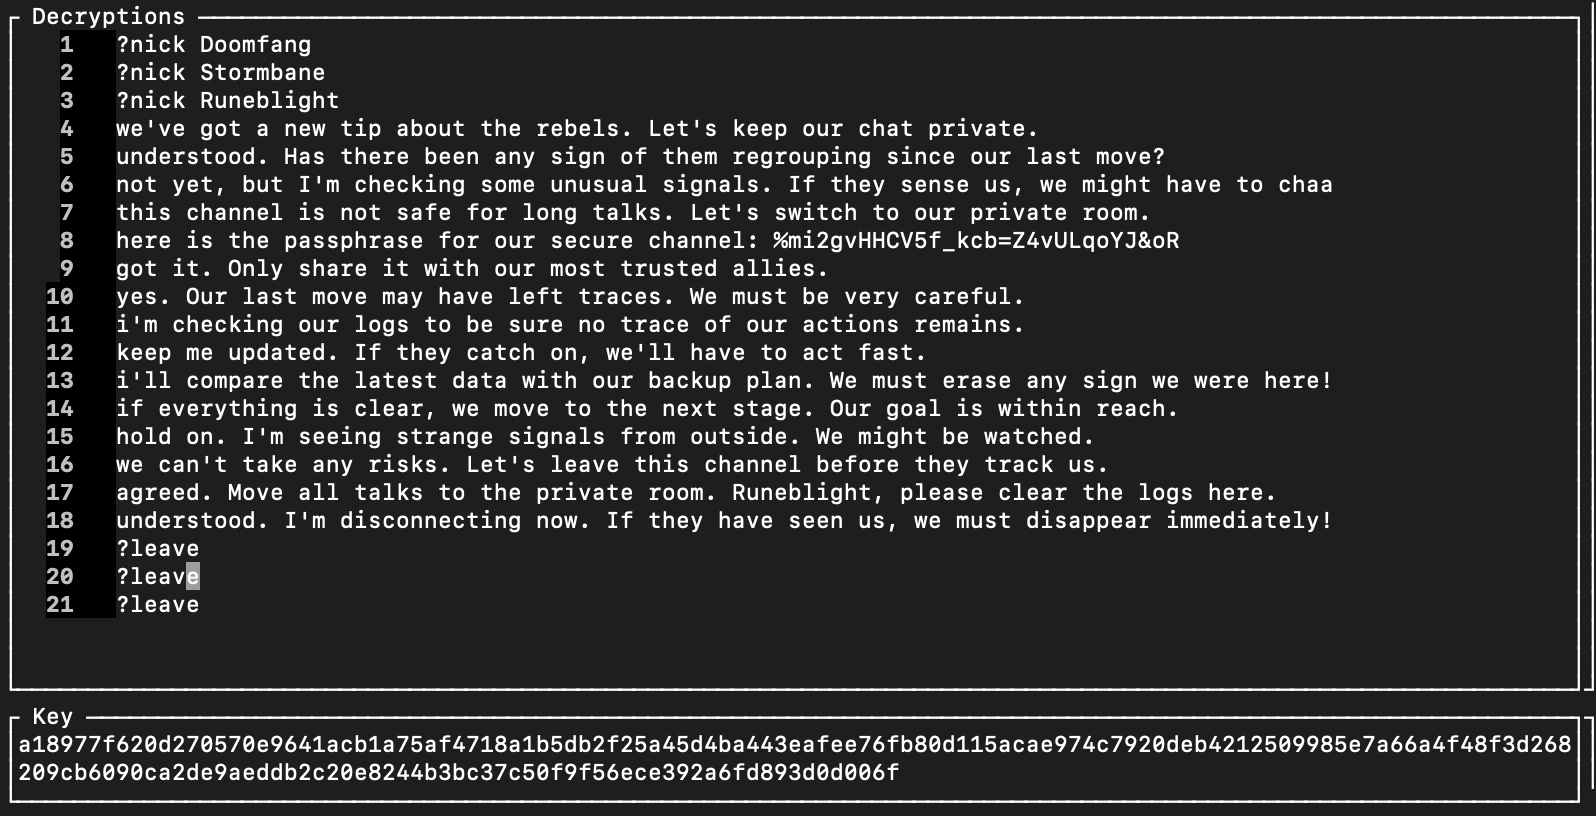 Decryptions
1 ?nick Doomfang
2 ?nick Stormbane
3 ?nick Runeblight
4 we've got a new tip about the rebels. Let's keep our chat private.
5 understood. Has there been any sign of them regrouping since our last move?
6 not yet, but I'm checking some unusual signals. If they sense us, we might have to chaa
7 this channel is not safe for long talks. Let's switch to our private room.
8 here is the passphrase for our secure channel: %mi2gvHHCV5f_kcb=Z4vULqoYJ&oR
9 got it. Only share it with our most trusted allies.
10 yes. Our last move may have left traces. We must be very careful.
11 i'm checking our logs to be sure no trace of our actions remains.
12 keep me updated. If they catch on, we'll have to act fast.
13 i'll compare the latest data with our backup plan. We must erase any sign we were here!
14 if everything is clear, we move to the next stage. Our goal is within reach.
15 hold on. I'm seeing strange signals from outside. We might be watched.
16 we can't take any risks. Let's leave this channel before they track us.
17 agreed. Move all talks to the private room. Runeblight, please clear the logs here.
18 understood. I'm disconnecting now. If they have seen us, we must disappear immediately!
19 ?leave
20 ?leave
21 ?leave
Key
a18977f620d270570e9641acb1a75af4718a1b5db2f25a45d4ba443eafee76fb80d115acae974c7920deb4212509985e7a66a4f48f3d268
209cb6090ca2de9aeddb2c20e8244b3bc37c50f9f56ece392a6fd893d0d006f